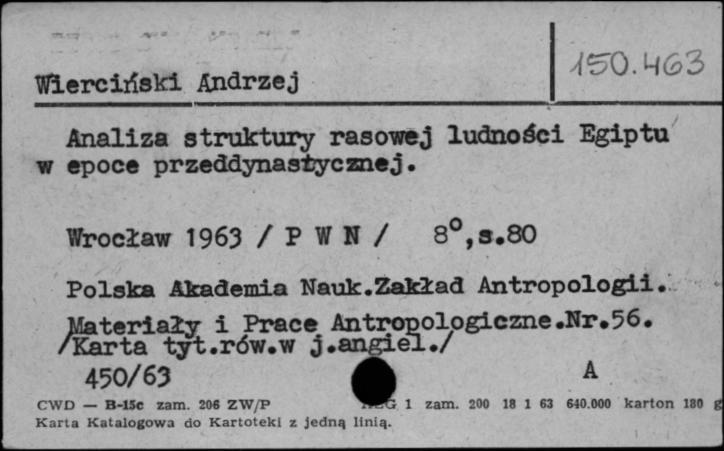 Wierciński Andrzej
150.463
Analiza struktury rasowej ludności Egiptu
w epoce przeddynastycznej.
Wrocław 1963 / P W N / 8°,s.80
Polska Akademia Nauk.Zakład Antropologii.
Materiały i Prace Antropologiczne.Nr.56.
/Karta tyt.rów.w j.angiel./
450/63 A
CWD — B-15c zam. 206 ZW/P 1 zam. 200 18 1 63 640.000 karton 180 g
Karta Katalogowa do Kartoteki z jedną linią.